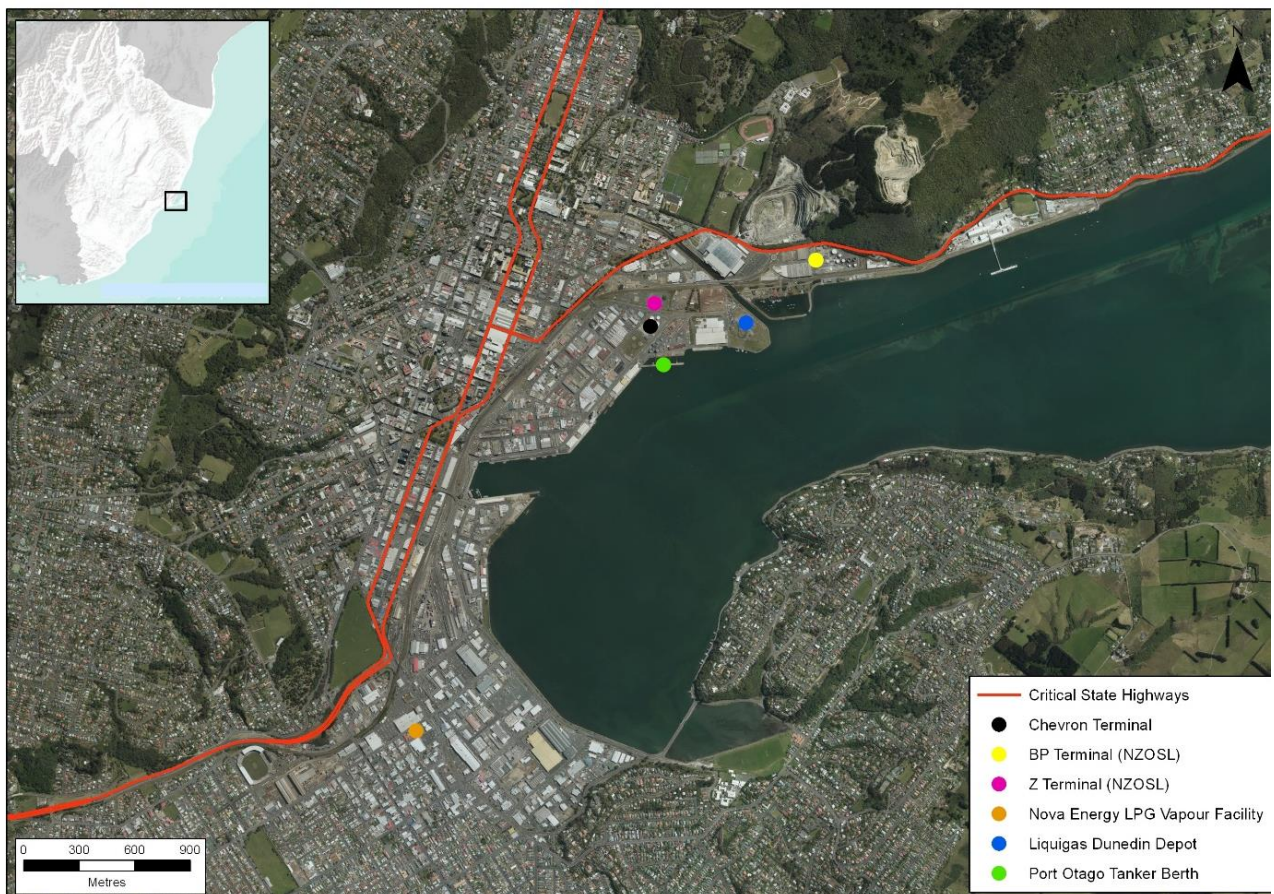 N
Critical State Highways
Chevron Terminal
BP Terminal (NZOSL)
Z Terminal (NZOSL)
Nova Energy LPG Vapour Facility
Liquigas Dunedin Depot
Port Otago Tanker Berth
0 300 600 900
Metres